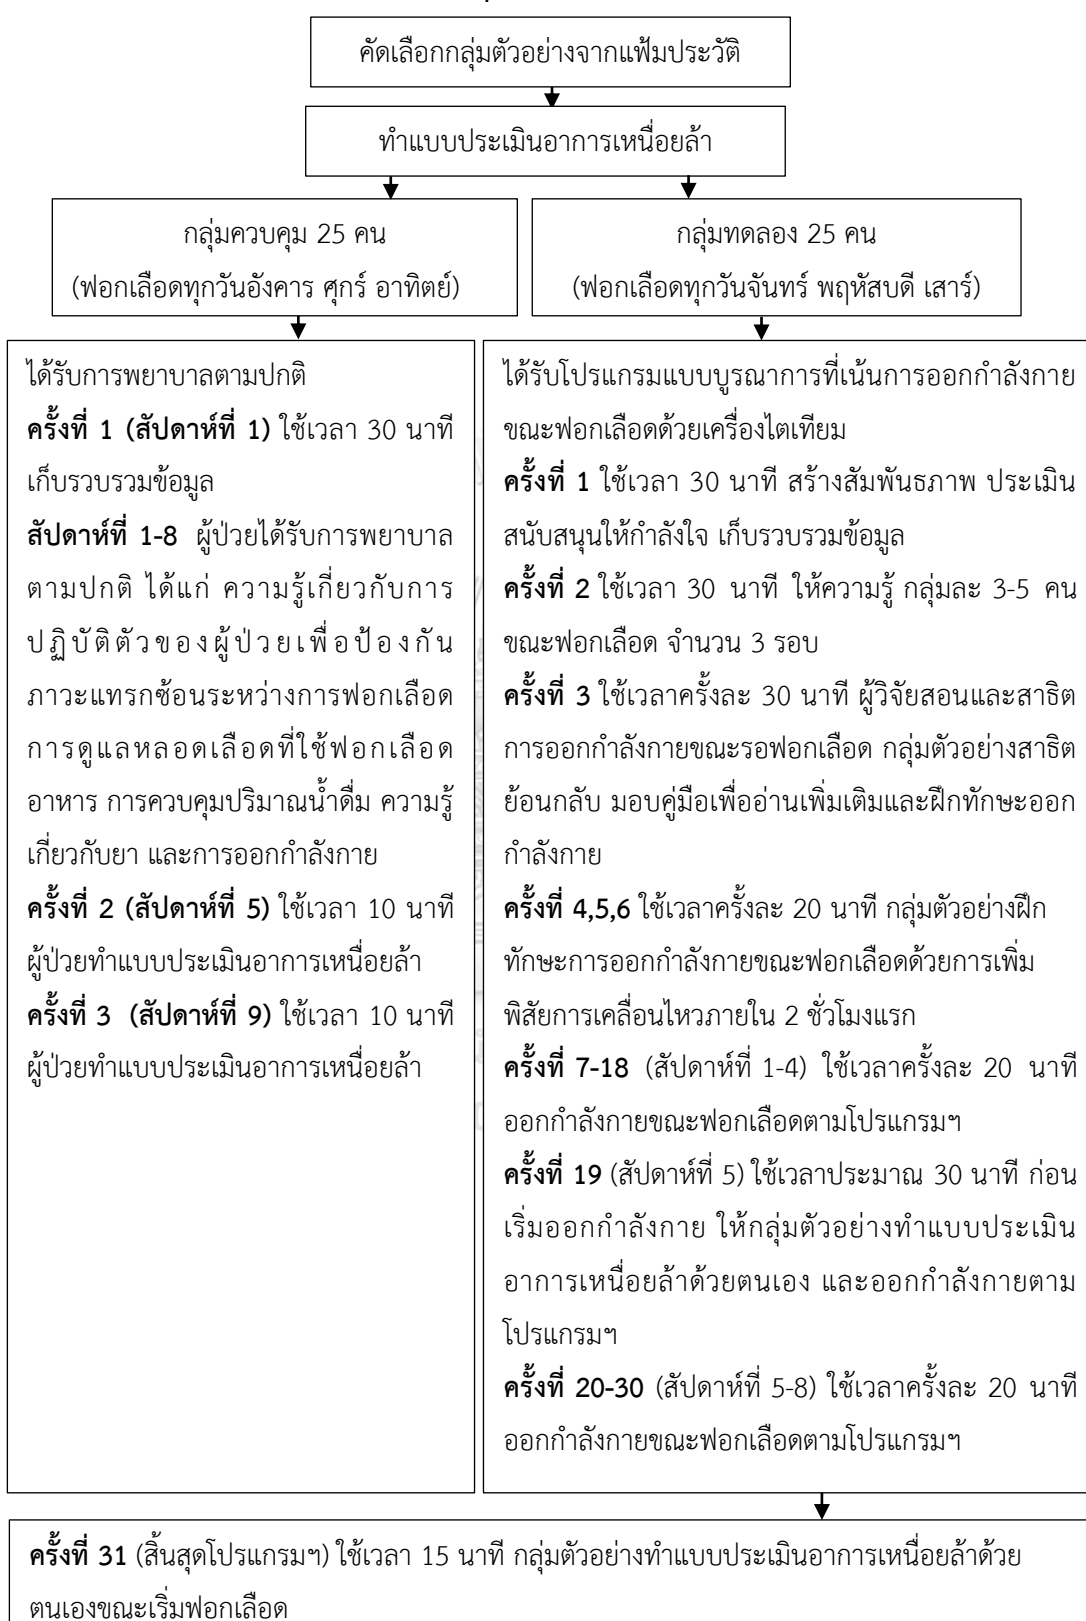 คัดเลือกกลุ่มตัวอย่างจากแฟ้มประวัติ
ทำแบบประเมินอาการเหนื่อยล้า
กลุ่มควบคุม 25 คน
(ฟอกเลือดทุกวันอังคาร ศุกร์ อาทิตย์)
กลุ่มทดลอง 25 คน
(ฟอกเลือดทุกวันจันทร์ พฤหัสบดี เสาร์)
ได้รับการพยาบาลตามปกติ
ครั้งที่ 1 (สัปดาห์ที่ 1) ใช้เวลา 30 นาที
เก็บรวบรวมข้อมูล
สัปดาห์ที่ 1-8 ผู้ป่วยได้รับการพยาบาล
ตามปกติ ได้แก่ ความรู้เกี่ยวกับการ
ปฏิบัติตัวของผู้ป่วยเพื่อป้องกัน
ภาวะแทรกซ้อนระหว่างการฟอกเลือด
การดูแลหลอดเลือดที่ใช้ฟอกเลือด
อาหาร การควบคุมปริมาณน้ำดื่ม ความรู้
เกี่ยวกับยา และการออกกำลังกาย
ครั้งที่ 2 (สัปดาห์ที่ 5) ใช้เวลา 10 นาที
ผู้ป่วยทำแบบประเมินอาการเหนื่อยล้า
ครั้งที่ 3 (สัปดาห์ที่ 9) ใช้เวลา 10 นาที
ผู้ป่วยทำแบบประเมินอาการเหนื่อยล้า
ได้รับโปรแกรมแบบบูรณาการที่เน้นการออกกำลังกาย
ขณะฟอกเลือดด้วยเครื่องไตเทียม
ครั้งที่ 1 ใช้เวลา 30 นาที สร้างสัมพันธภาพ ประเมิน
สนับสนุนให้กำลังใจ เก็บรวบรวมข้อมูล
ครั้งที่ 2 ใช้เวลา 30 นาที ให้ความรู้ กลุ่มละ 3-5 คน
ขณะฟอกเลือด จำนวน 3 รอบ
ครั้งที่ 3 ใช้เวลาครั้งละ 30 นาที ผู้วิจัยสอนและสาธิต
การออกกำลังกายขณะรอฟอกเลือด กลุ่มตัวอย่างสาธิต
ย้อนกลับ มอบคู่มือเพื่ออ่านเพิ่มเติมและฝึกทักษะออก
กำลังกาย
ครั้งที่ 4,5,6 ใช้เวลาครั้งละ 20 นาที กลุ่มตัวอย่างฝึก
ทักษะการออกกำลังกายขณะฟอกเลือดด้วยการเพิ่ม
พิสัยการเคลื่อนไหวภายใน 2 ชั่วโมงแรก
ครั้งที่ 7-18 (สัปดาห์ที่ 1-4) ใช้เวลาครั้งละ 20 นาที
ออกกำลังกายขณะฟอกเลือดตามโปรแกรมฯ
ครั้งที่ 19 (สัปดาห์ที่ 5) ใช้เวลาประมาณ 30 นาที ก่อน
เริ่มออกกำลังกาย ให้กลุ่มตัวอย่างทำแบบประเมิน
อาการเหนื่อยล้าด้วยตนเอง และออกกำลังกายตาม
โปรแกรมฯ
ครั้งที่ 20-30 (สัปดาห์ที่ 5-8) ใช้เวลาครั้งละ 20 นาที
ออกกำลังกายขณะฟอกเลือดตามโปรแกรมฯ
ครั้งที่ 31 (สิ้นสุดโปรแกรมฯ) ใช้เวลา 15 นาที กลุ่มตัวอย่างทำแบบประเมินอาการเหนื่อยล้าด้วย
ตนเองขณะเริ่มฟอกเลือด